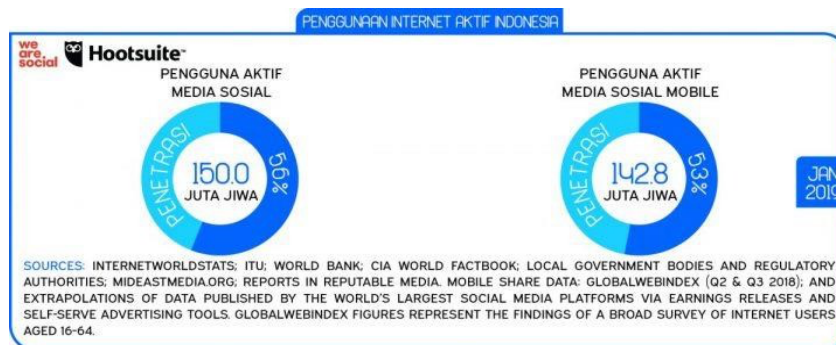 PENGGUNAAN INTERNET AKTIF INDONESIA
we
are
social
Hootsuite™
PENGGUNA AKTIF
MEDIA SOSIAL
PENETRASI
56%
150.0
JUTA JIWA
PENGGUNA AKTIF
MEDIA SOSIAL MOBILE
PENETRASI
53%
142.8
JUTA JIWA
JAN
2019
SOURCES: INTERNETWORLDSTATS; ITU; WORLD BANK; CIA WORLD FACTBOOK; LOCAL GOVERNMENT BODIES AND REGULATORY
AUTHORITIES; MIDEASTMEDIA.ORG; REPORTS IN REPUTABLE MEDIA. MOBILE SHARE DATA: GLOBALWEBINDEX (Q2 & Q3 2018); AND
EXTRAPOLATIONS OF DATA PUBLISHED BY THE WORLD'S LARGEST SOCIAL MEDIA PLATFORMS VIA EARNINGS RELEASES AND
SELF-SERVE ADVERTISING TOOLS. GLOBALWEBINDEX FIGURES REPRESENT THE FINDINGS OF A BROAD SURVEY OF INTERNET USERS
AGED 16-64.